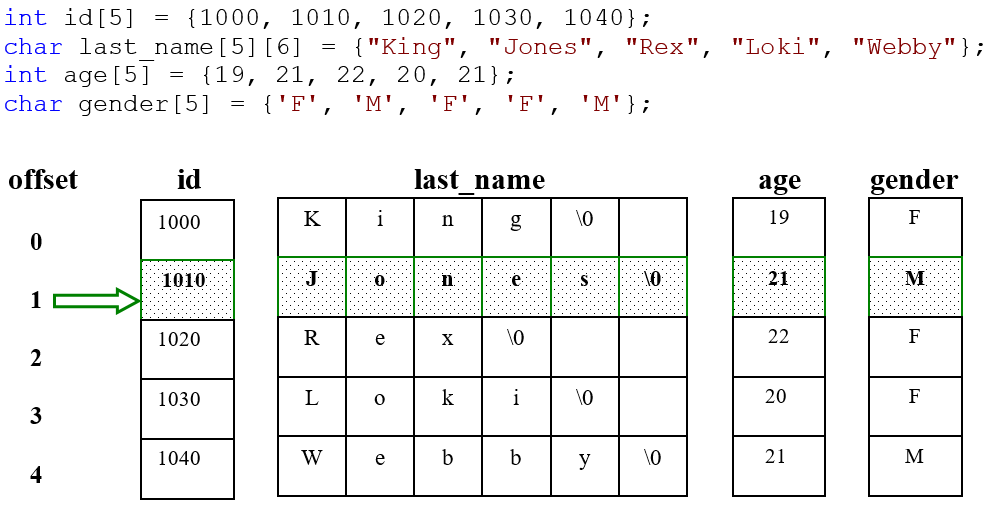 int id[5] = {1000, 1010, 1020, 1030, 1040};
char last_name[5][6] = {"King", "Jones", "Rex", "Loki", "Webby"};
int age[5] = {19, 21, 22, 20, 21};
char gender[5] = {'F', 'M', 'F', 'F', 'M'};
offset id last_name age gender
0 1000 K i n g \0 19 F
1 1010 J o n e s \0 21 M
2 1020 R e x \0 22 F
3 1030 L o k i \0 20 F
4 1040 W e b b y \0 21 M